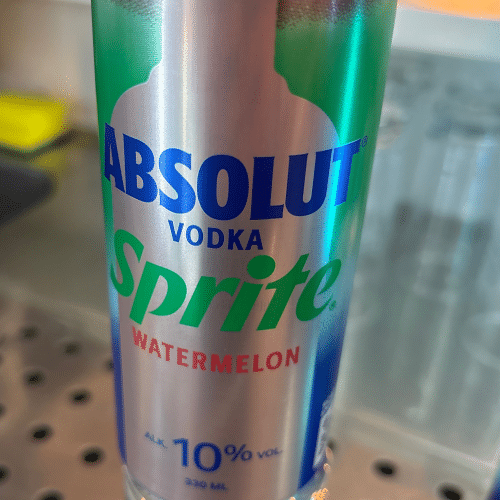 ABSOLUT®
VODKA
Sprite®
WATERMELON
ALK. 10% VOL.
330 ML